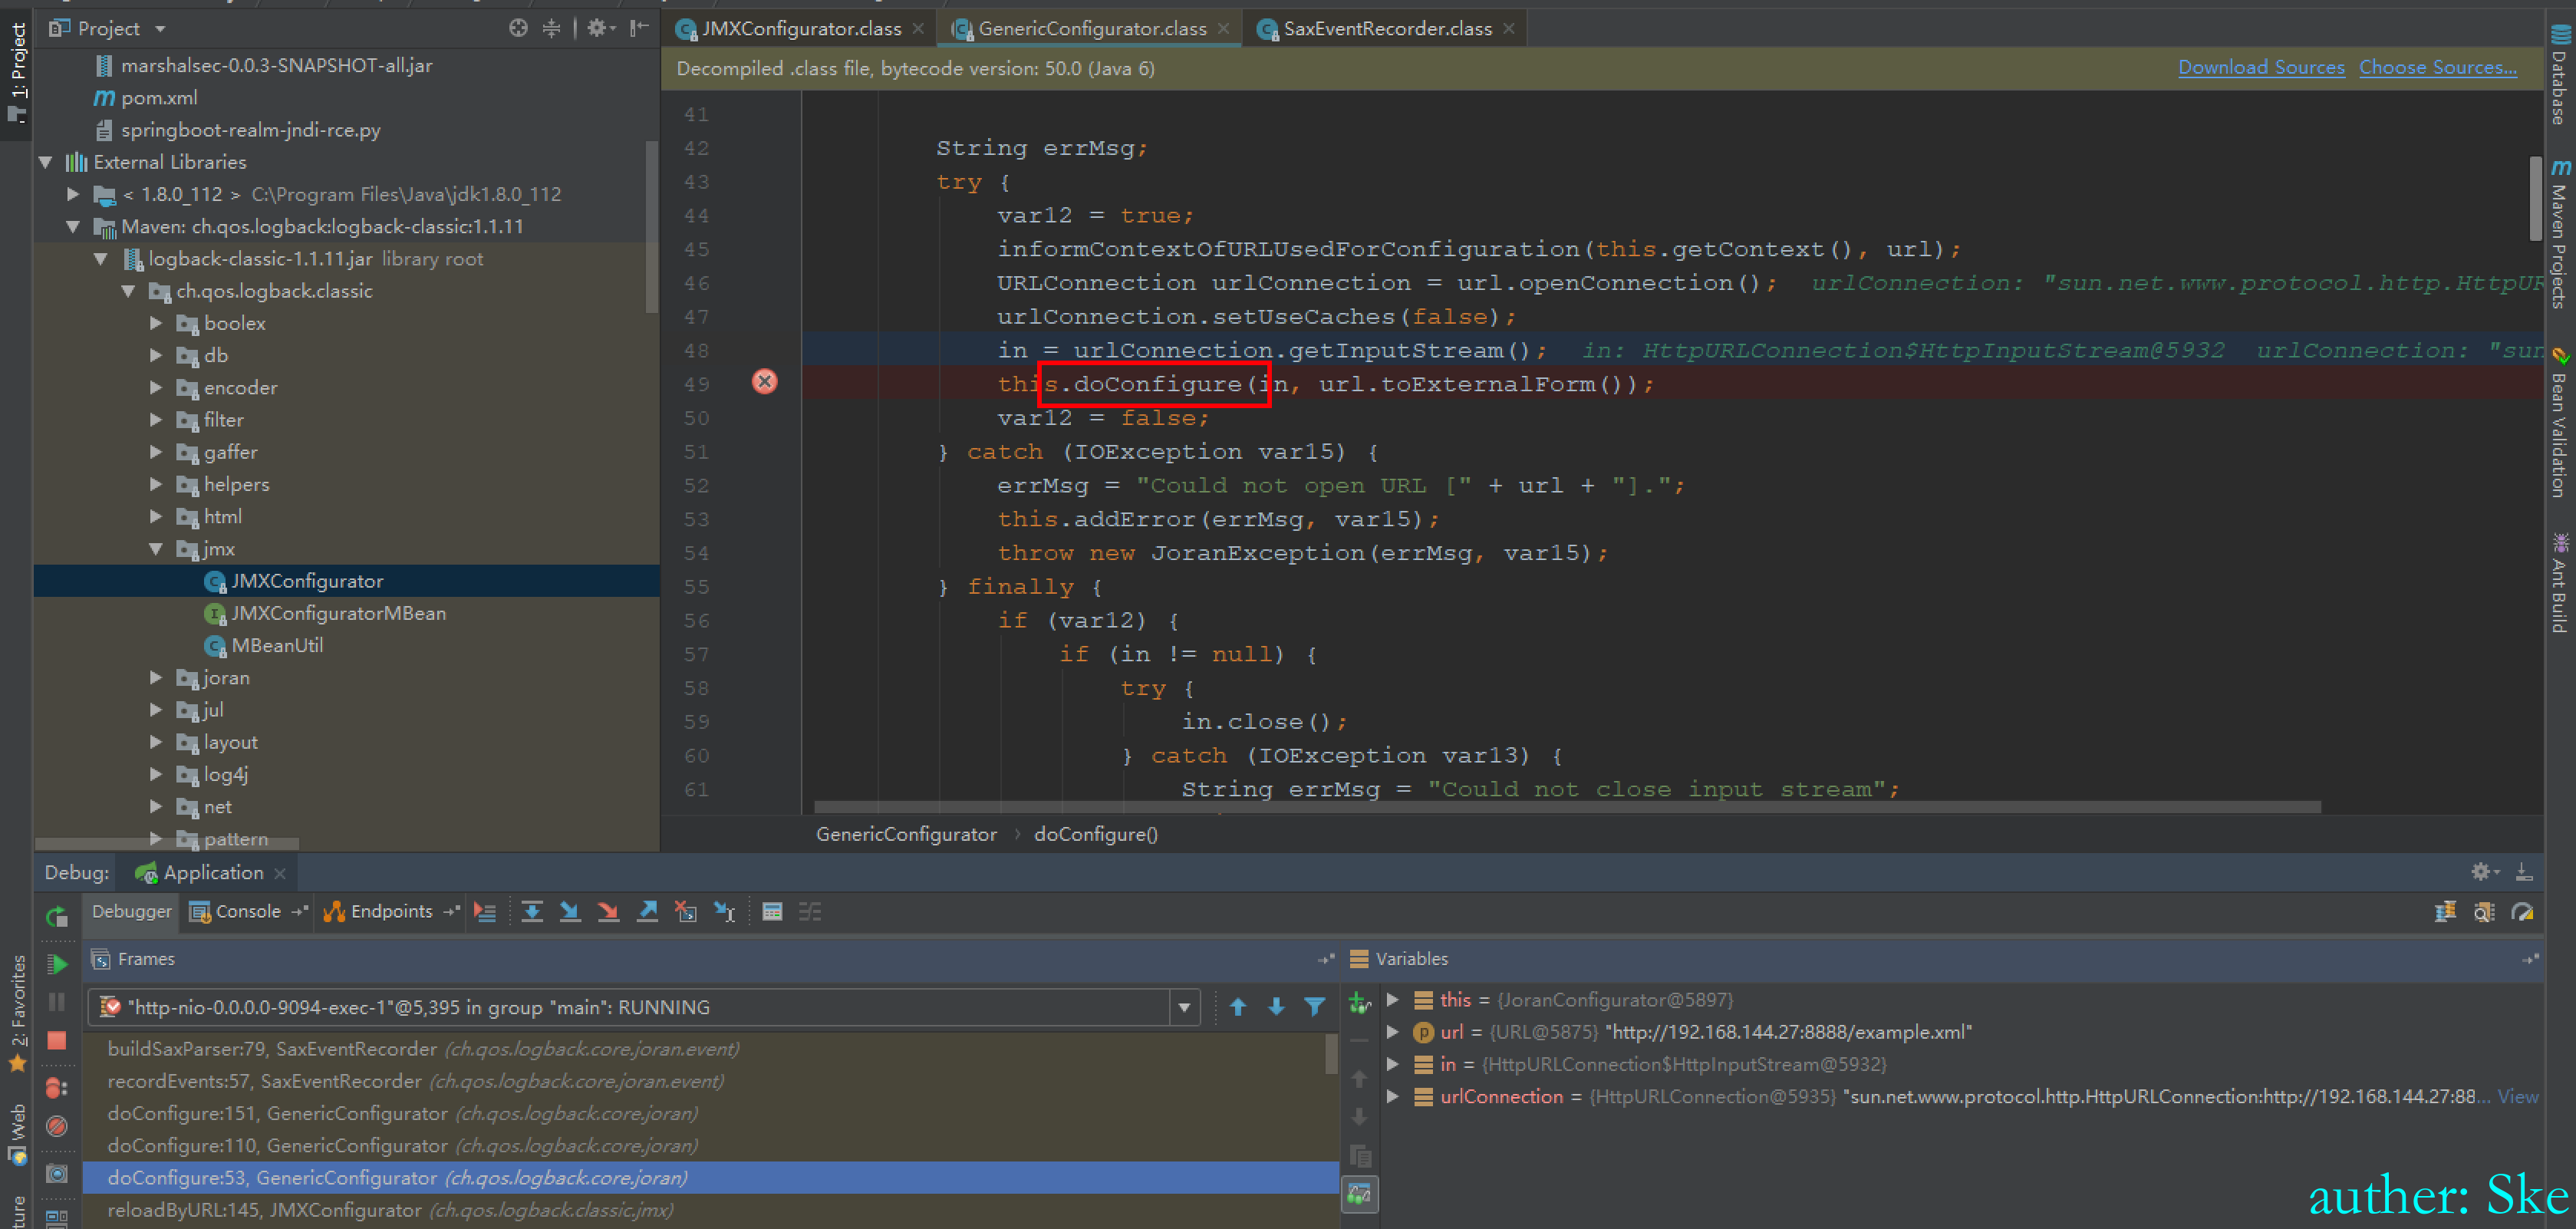 1: Project
Project
marshalsec-0.0.3-SNAPSHOT-all.jar
pom.xml
springboot-realm-jndi-rce.py
External Libraries
< 1.8.0_112 > C:\Program Files\Java\jdk1.8.0_112
Maven: ch.qos.logback:logback-classic:1.1.11
logback-classic-1.1.11.jar library root
ch.qos.logback.classic
boolex
db
encoder
filter
gaffer
helpers
html
jmx
JMXConfigurator
JMXConfiguratorMBean
MBeanUtil
joran
jul
layout
log4j
net
pattern
JMXConfigurator.class
GenericConfigurator.class
SaxEventRecorder.class
Decompiled .class file, bytecode version: 50.0 (Java 6)
Download Sources Choose Sources...
41
42 String errMsg;
43 try {
44 var12 = true;
45 informContextOfURLUsedForConfiguration(this.getContext(), url);
46 URLConnection urlConnection = url.openConnection(); urlConnection: "sun.net.www.protocol.http.HttpUR
47 urlConnection.setUseCaches(false);
48 in = urlConnection.getInputStream(); in: HttpURLConnection$HttpInputStream@5932 urlConnection: "sun
49 this.doConfigure(in, url.toExternalForm());
50 var12 = false;
51 } catch (IOException var15) {
52 errMsg = "Could not open URL [" + url + "].";
53 this.addError(errMsg, var15);
54 throw new JoranException(errMsg, var15);
55 } finally {
56 if (var12) {
57 if (in != null) {
58 try {
59 in.close();
60 } catch (IOException var13) {
61 String errMsg = "Could not close input stream";
GenericConfigurator
doConfigure()
Database
Maven Projects
Bean Validation
Ant Build
Debug:
Application
Debugger
Console
Endpoints
Frames
"http-nio-0.0.0.0-9094-exec-1"@5,395 in group "main": RUNNING
buildSaxParser:79, SaxEventRecorder (ch.qos.logback.core.joran.event)
recordEvents:57, SaxEventRecorder (ch.qos.logback.core.joran.event)
doConfigure:151, GenericConfigurator (ch.qos.logback.core.joran)
doConfigure:110, GenericConfigurator (ch.qos.logback.core.joran)
doConfigure:53, GenericConfigurator (ch.qos.logback.core.joran)
reloadByURL:145, JMXConfigurator (ch.qos.logback.classic.jmx)
Variables
this = {JoranConfigurator@5897}
url = {URL@5875} "http://192.168.144.27:8888/example.xml"
in = {HttpURLConnection$HttpInputStream@5932}
urlConnection = {HttpURLConnection@5935} "sun.net.www.protocol.http.HttpURLConnection:http://192.168.144.27:88... View
2: Favorites
Web
ture
auther: Ske